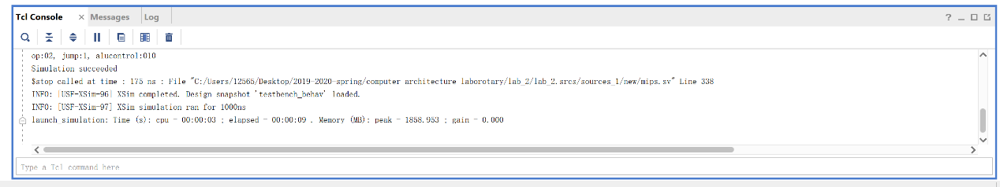 Tcl Console × Messages Log ? _
op:02, jump:1, alucontrol:010
Simulation succeeded
$stop called at time : 175 ns : File "C:/Users/12565/Desktop/2019-2020-spring/computer architecture laborotary/lab_2/lab_2.srcs/sources_1/new/mips.sv" Line 338
INFO: [USF-XSim-96] XSim completed. Design snapshot 'testbench_behav' loaded.
INFO: [USF-XSim-97] XSim simulation ran for 1000ns
launch_simulation: Time (s): cpu = 00:00:03 ; elapsed = 00:00:09 . Memory (MB): peak = 1858.953 ; gain = 0.000
Type a Tcl command here